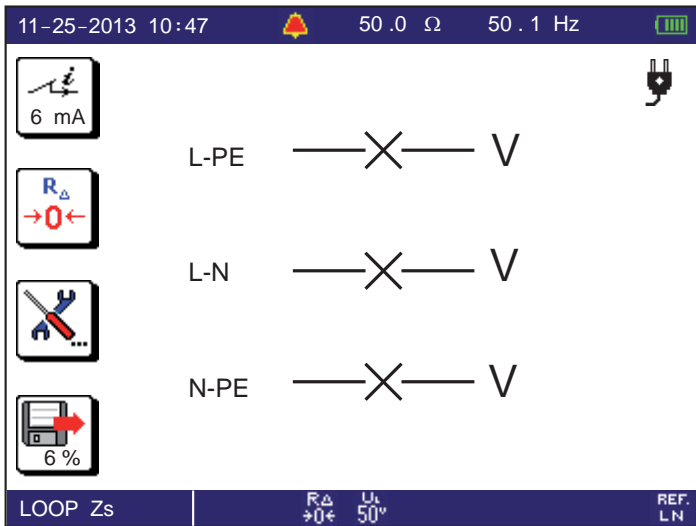 11-25-2013 10:47 50.0 Ω 50.1 Hz
i
6 mA
L-PE V
R△
→0←
L-N V
...
N-PE V
6 %
LOOP Zs R△ →0← UL 50V REF. LN